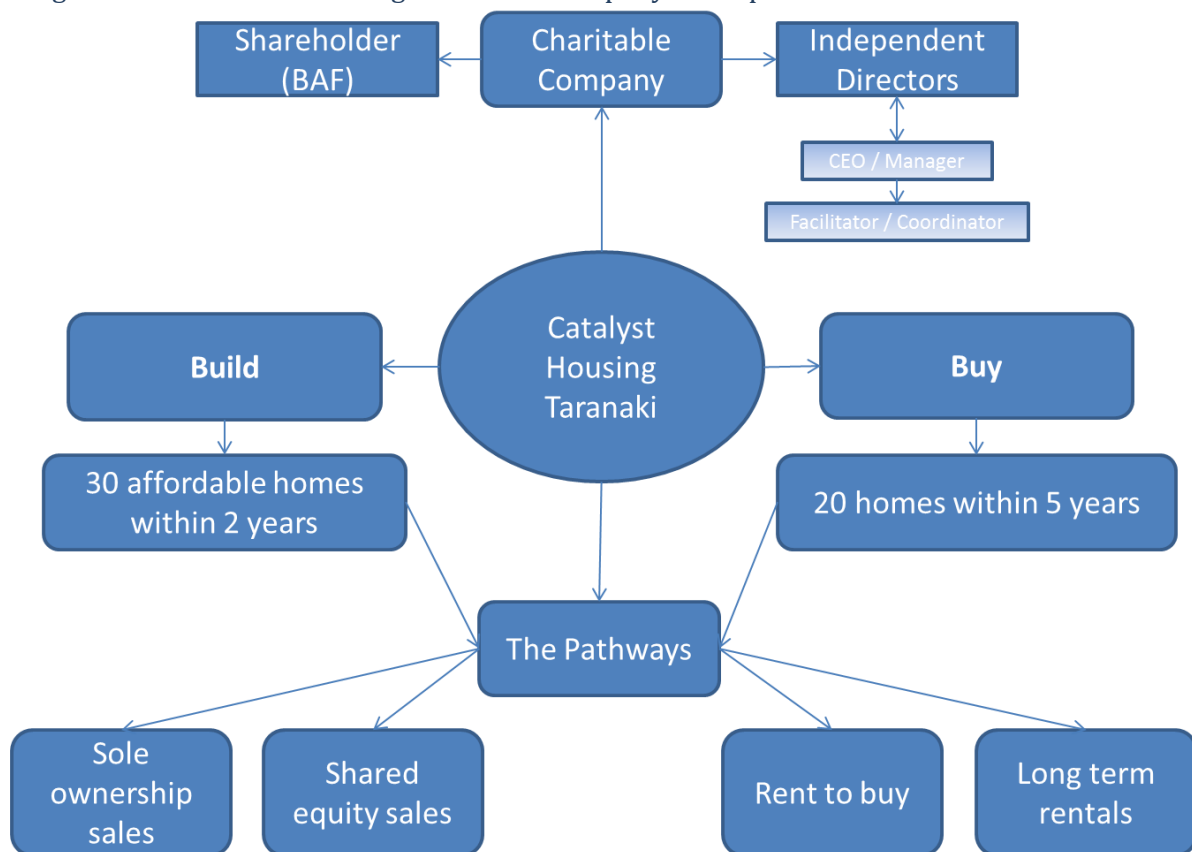 Shareholder
(BAF)
Charitable
Company
Independent
Directors
CEO / Manager
Facilitator / Coordinator
Catalyst
Housing
Taranaki
Build
Buy
30 affordable homes
within 2 years
20 homes within 5 years
The Pathways
Sole
ownership
sales
Shared
equity sales
Rent to buy
Long term
rentals